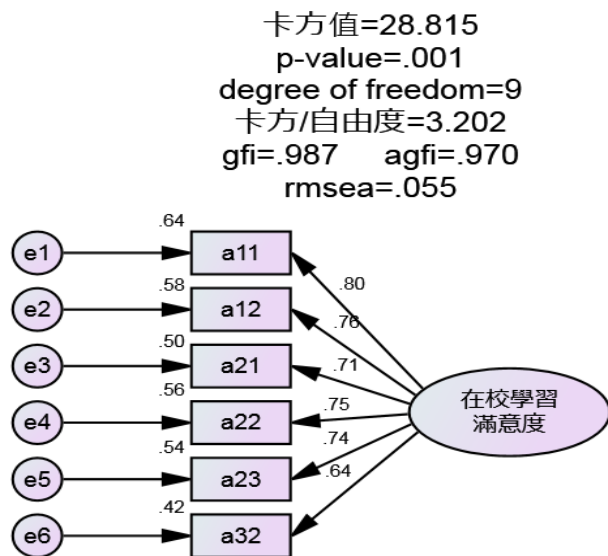 卡方值=28.815
p-value=.001
degree of freedom=9
卡方/自由度=3.202
gfi=.987 agfi=.970
rmsea=.055
.64
e1 a11
.80
.58
e2 a12
.76
.50
e3 a21
.71
.56
e4 a22
.75
在校學習
滿意度
.54
e5 a23
.74
.42
e6 a32
.64